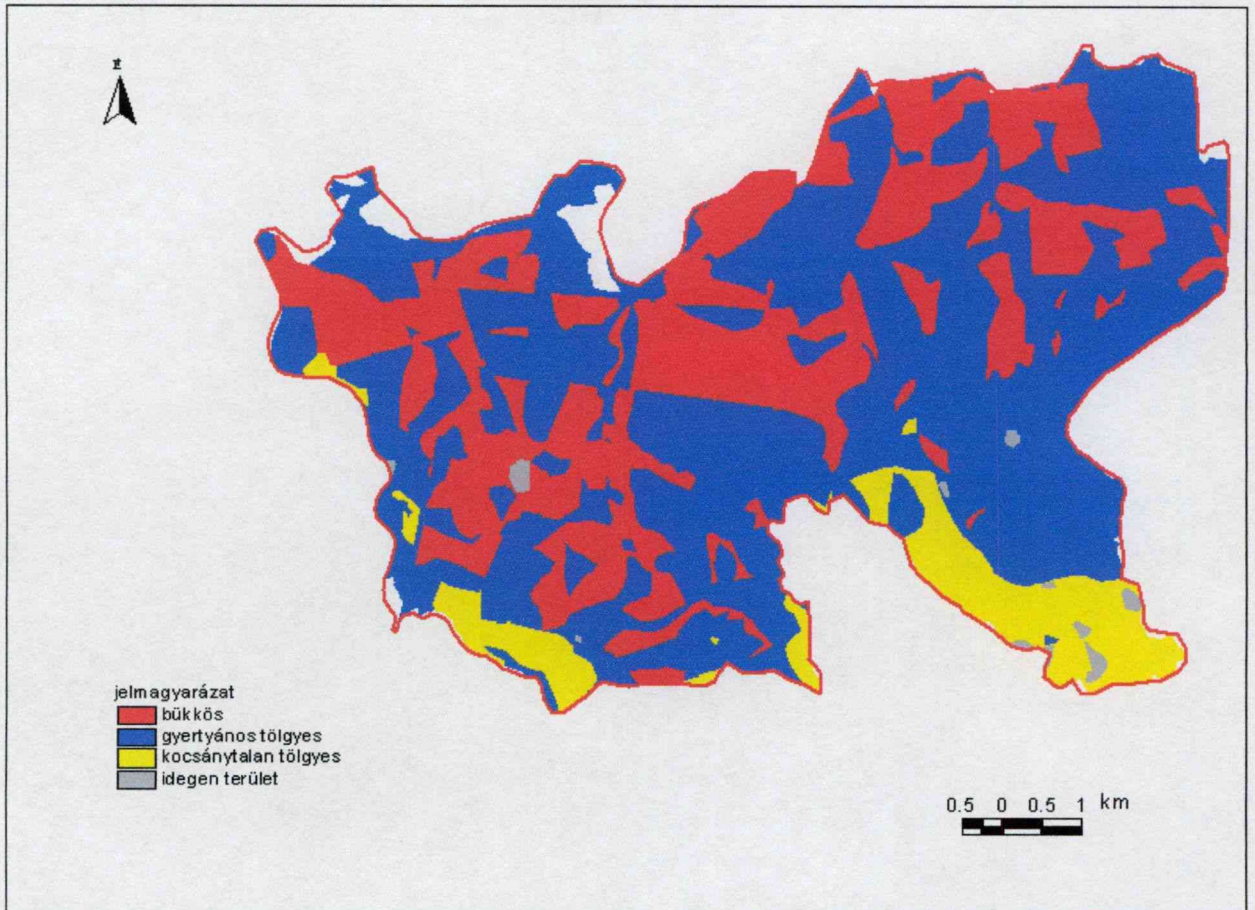 jelmagyarázat
bükkös
gyertyános tölgyes
kocsánytalan tölgyes
idegen terület
0.5 0 0.5 1 km